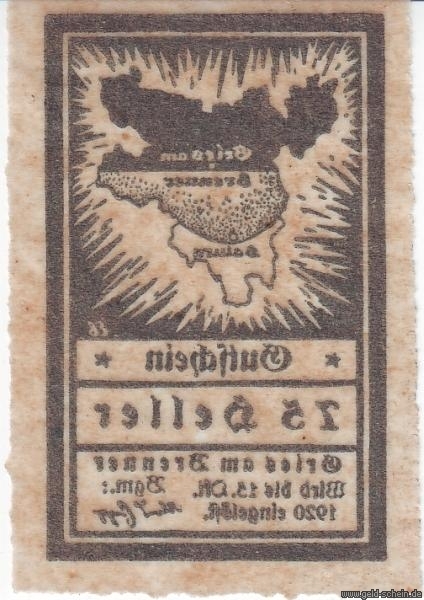 Gries am
Brenner
Salurn
* Gutschein *
75 Heller
Gries am Brenner
Wird bis 15. Okt.
1920 eingelöst.
Bgm.:
www.geld-schein.de